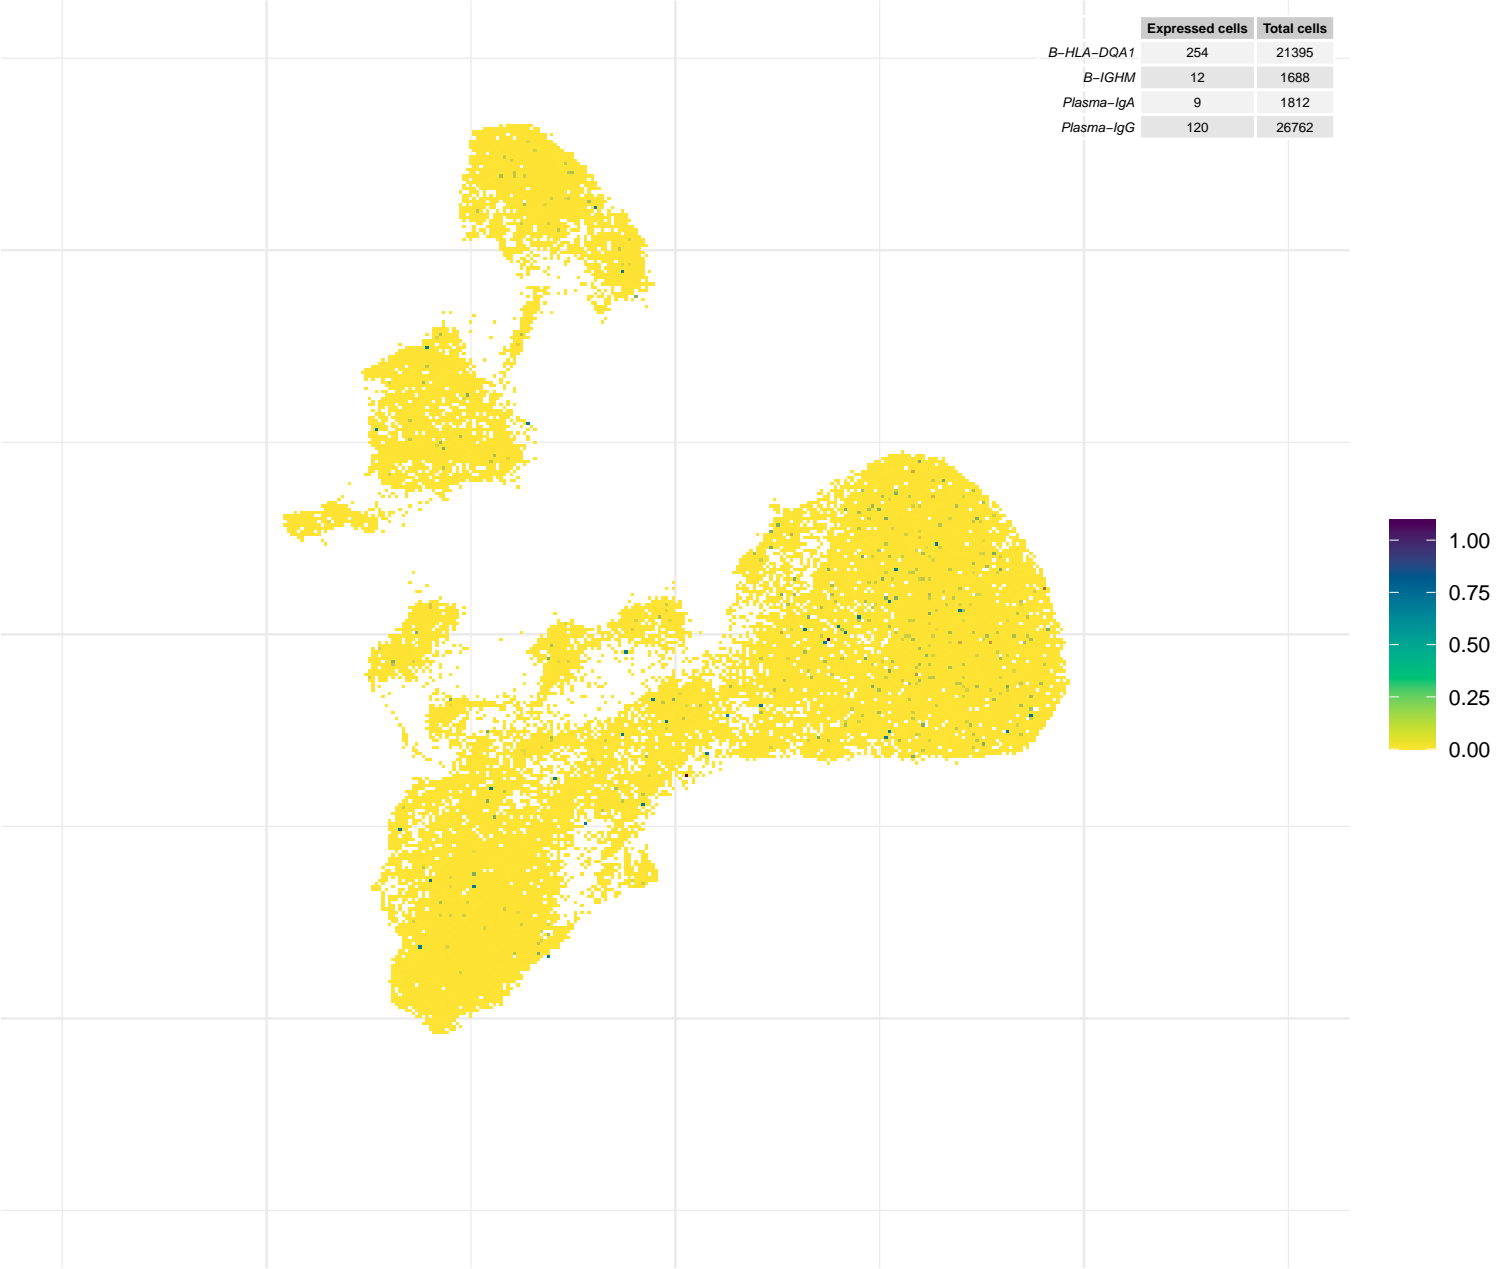 Expressed cells Total cells
B−HLA−DQA1 254 21395
B−IGHM 12 1688
Plasma−IgA 9 1812
Plasma−IgG 120 26762
1.00
0.75
0.50
0.25
0.00